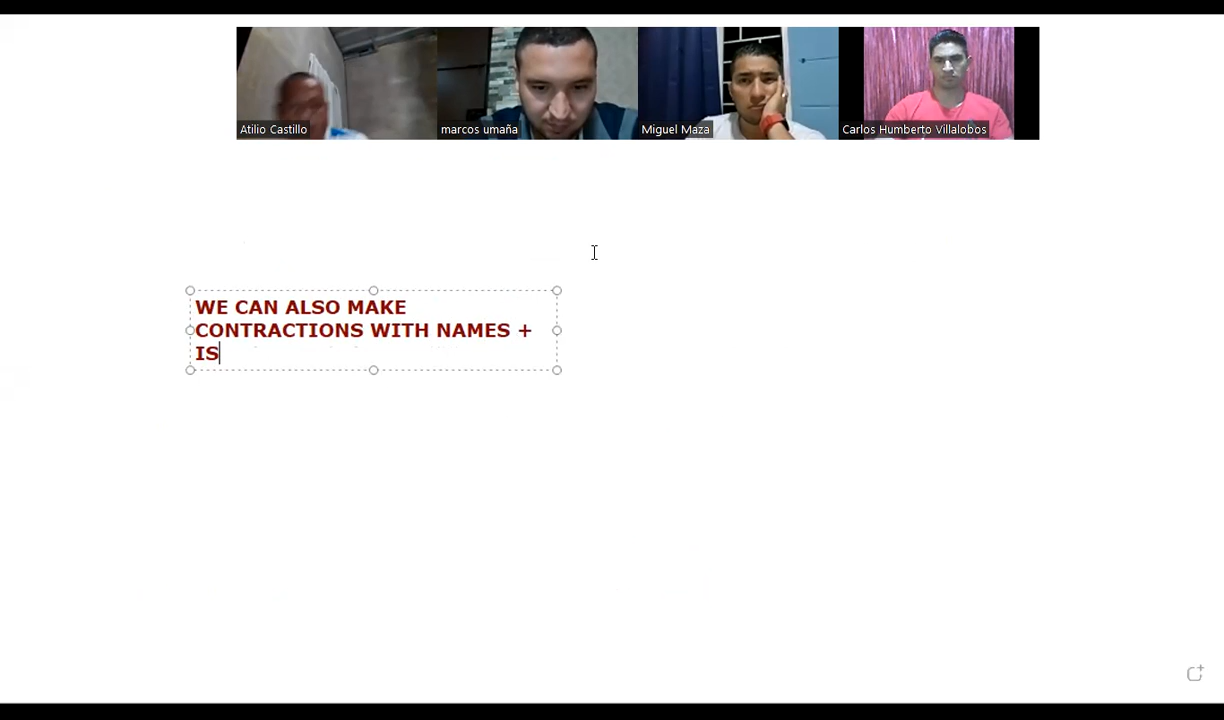 Atilio Castillo
marcos umaña
Miguel Maza
Carlos Humberto Villalobos
WE CAN ALSO MAKE
CONTRACTIONS WITH NAMES +
IS